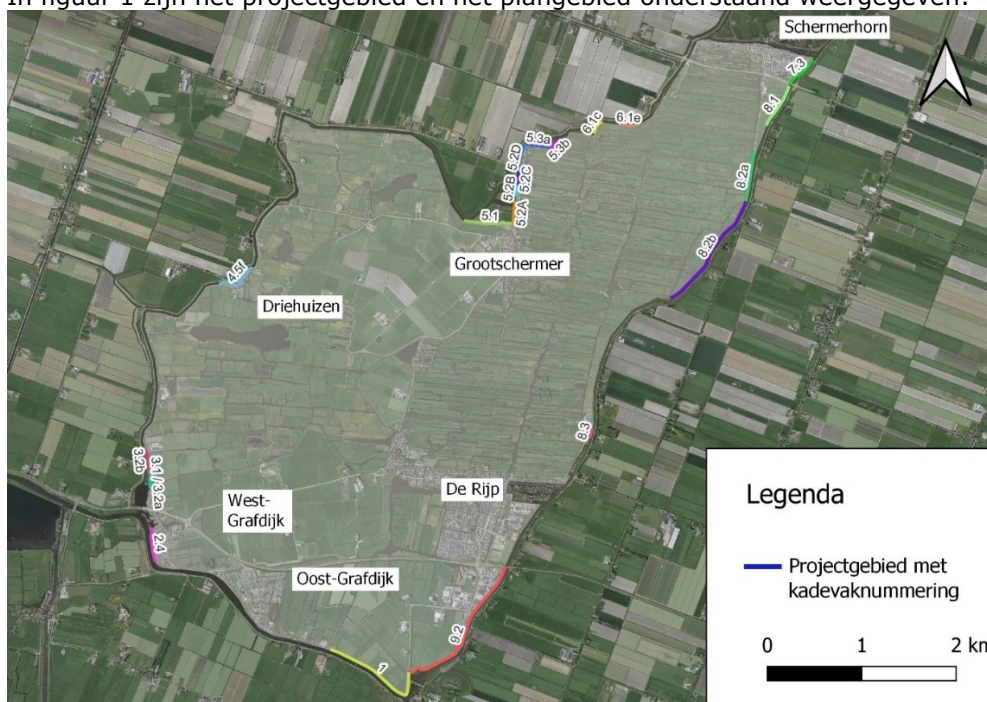 In figuur 1 zijn het projectgebied en het plangebied onderstaand weergegeven.
Schermerhorn
7.3
8.1
6.1e
6.1c
5.3a
5.3b
5.2D
5.2C
5.2B
5.2A
8.2a
5.1
8.2b
Grootschermer
4.5f
Driehuizen
8.3
3.2b
3.1/3.2a
De Rijp
West-
Grafdijk
2.4
Oost-Grafdijk
9.2
1
Legenda
Projectgebied met
kadevaknummering
0 1 2 km